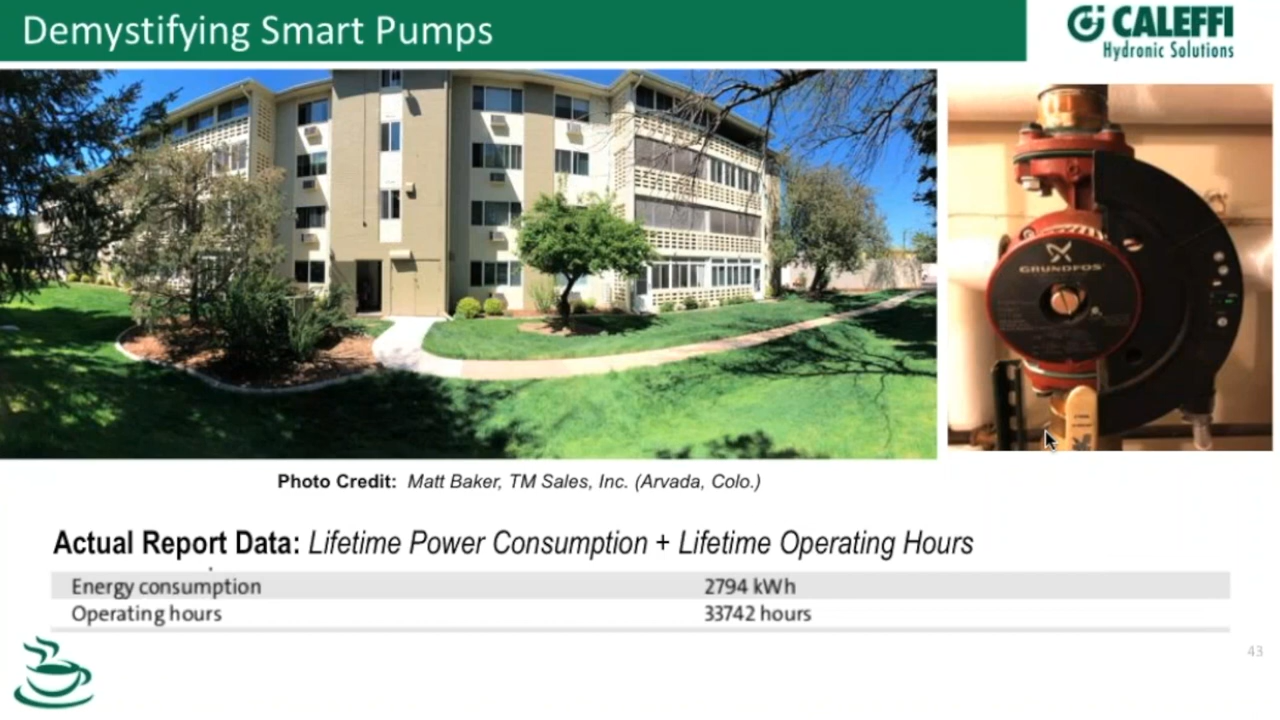 Demystifying Smart Pumps
CALEFFI
Hydronic Solutions
GRUNDFOS
Photo Credit: Matt Baker, TM Sales, Inc. (Arvada, Colo.)
Actual Report Data: Lifetime Power Consumption + Lifetime Operating Hours
Energy consumption 2794 kWh
Operating hours 33742 hours
43